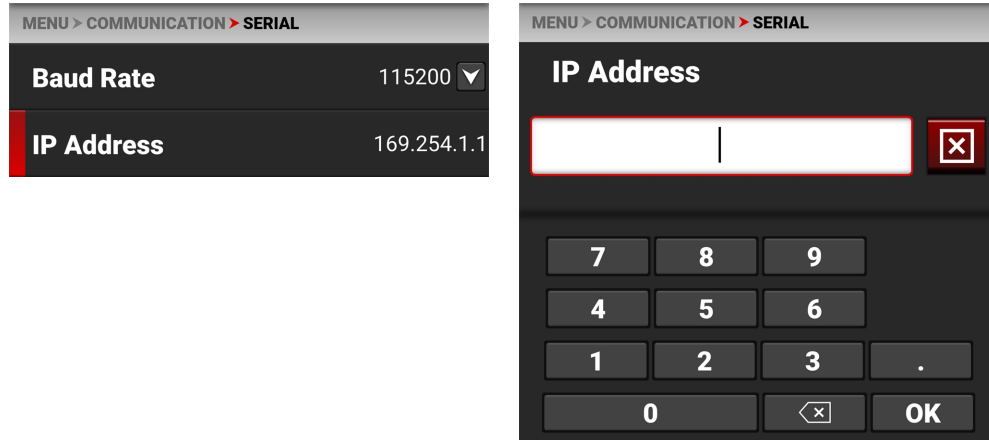 MENU > COMMUNICATION > SERIAL
Baud Rate 115200
IP Address 169.254.1.1
MENU > COMMUNICATION > SERIAL
IP Address
7 8 9
4 5 6
1 2 3 .
0 OK